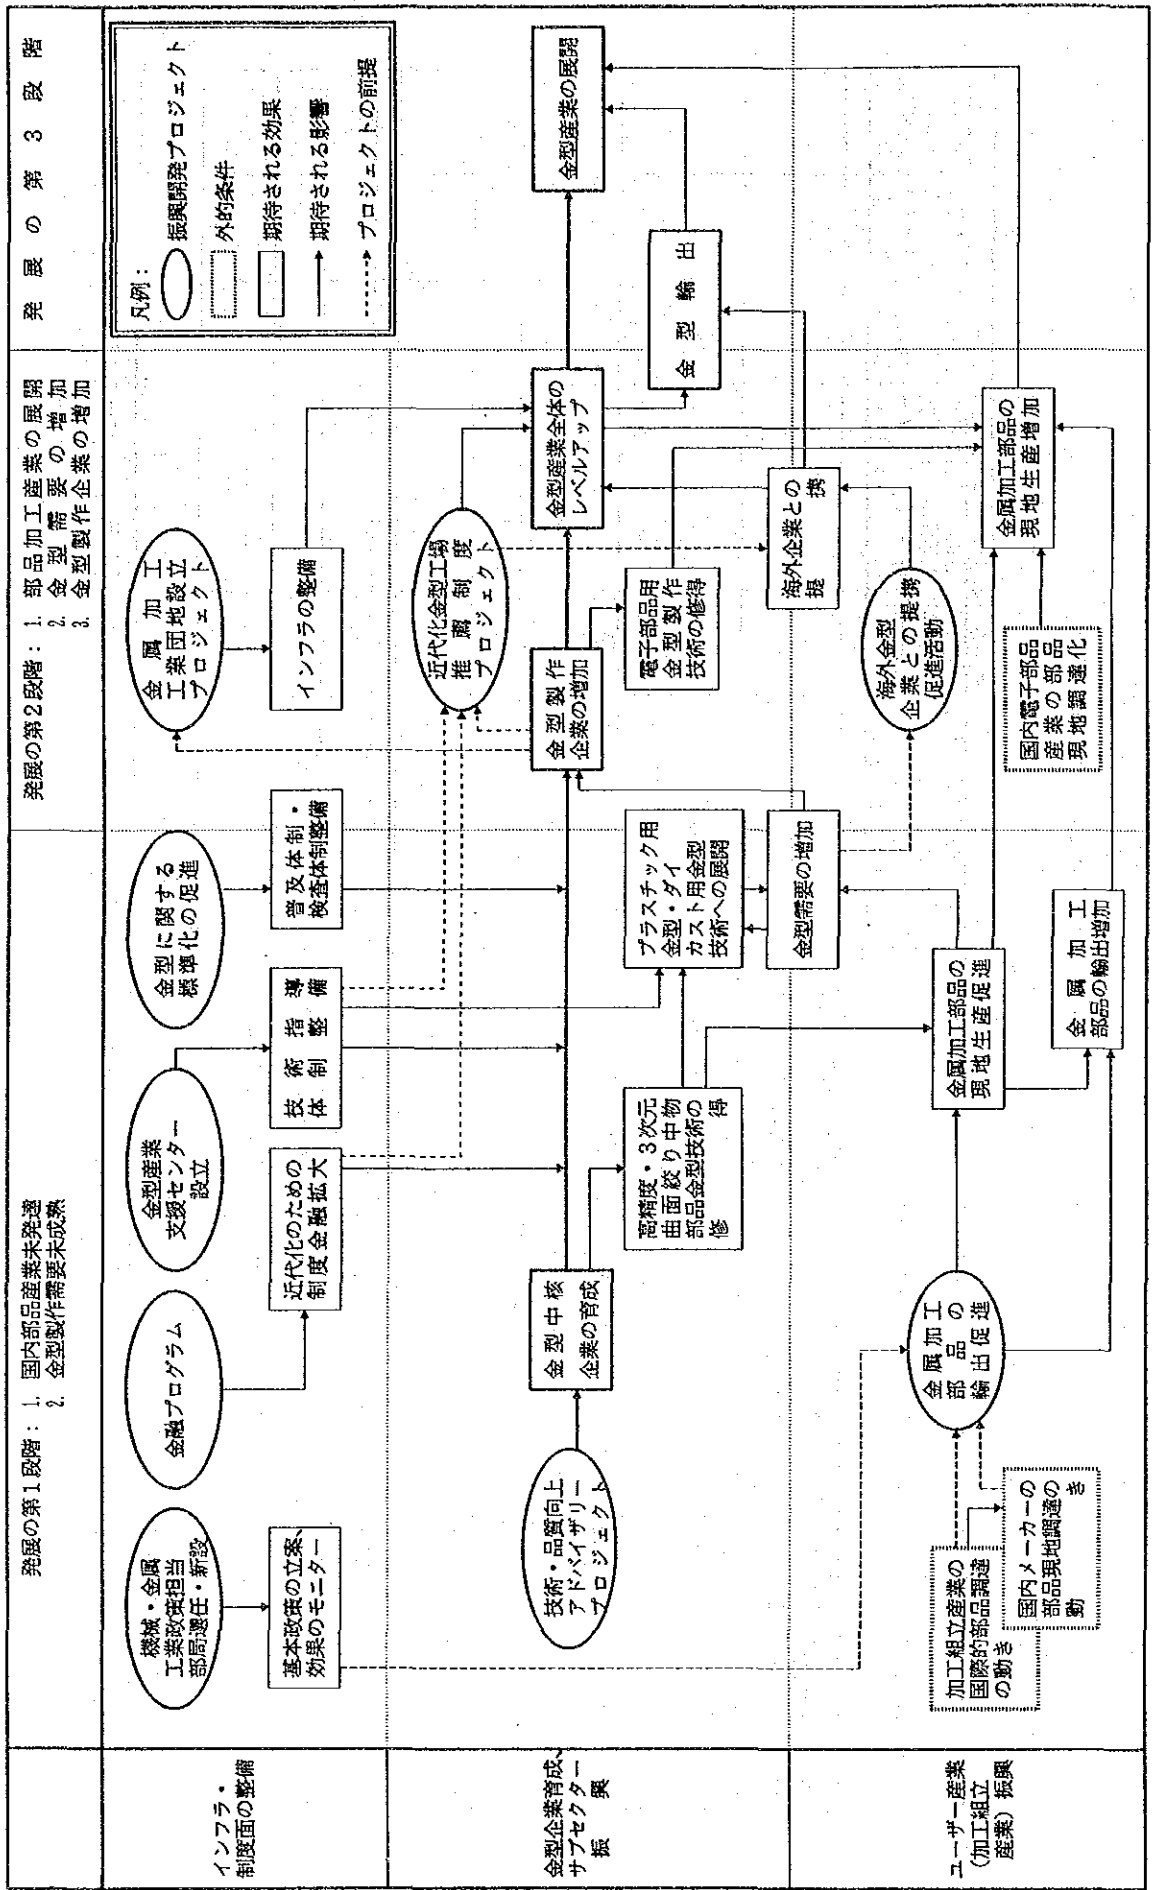 発展の第1段階：1. 国内部品産業未発達
2. 金型製作需要未成熟
発展の第2段階：1. 部品加工産業の展開
2. 金型需要の増加
3. 金型製作企業の増加
発展の第3段階
インフラ・
制度面の整備
機械・金属
工業政策担当
部局選任・新設
基本政策の立案、
効果のモニター
金融プログラム
近代化のための
制度金融拡大
金型産業
支援センター
設立
技術指導
体制整備
金型に関する
標準化の促進
普及体制・
検査体制整備
金属加工
工業団地設立
プロジェクト
インフラの整備
凡例：
振興開発プロジェクト
外的条件
期待される効果
期待される影響
プロジェクトの前提
金型企業育成、
サブセクター
振興
技術・品質向上
アドバイザリー
プロジェクト
金型中核
企業の育成
高精度・3次元
曲面絞り中物
部品金型技術の
修得
プラスチック用
金型・ダイ
カスト用金型
技術への展開
金型製作
企業の増加
近代化金型工場
推薦制度
プロジェクト
電子部品用
金型製作
技術の修得
金型産業全体の
レベルアップ
金型輸出
金型産業の展開
ユーザー産業
(加工組立
産業) 振興
加工組立産業の
国際的部品調達
の動き
国内メーカーの
部品現地調達の
動き
金属加工
部品の
輸出促進
金属加工部品の
現地生産促進
金型需要の増加
金属加工
部品の輸出増加
海外金型
企業との提携
促進活動
海外企業との
提携
国内電子部品
産業の部品
現地調達化
金属加工部品の
現地生産増加